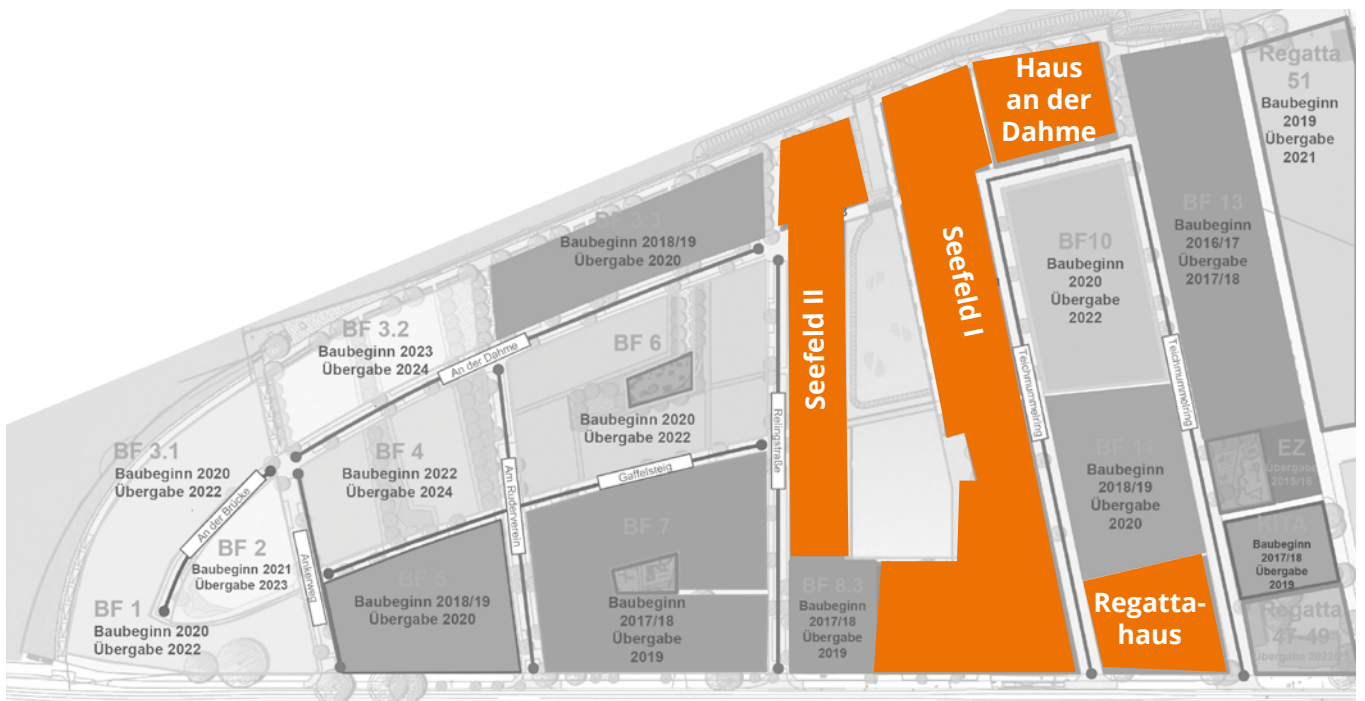 Haus
an der
Dahme
Regatta
51
Baubeginn
2019
Übergabe
2021
BF 3.3
Baubeginn 2018/19
Übergabe 2020
BF 13
Baubeginn
2016/17
Übergabe
2017/18
BF10
Baubeginn
2020
Übergabe
2022
Seefeld I
Seefeld II
BF 3.2
Baubeginn 2023
Übergabe 2024
An der Dahme
BF 6
Baubeginn 2020
Übergabe 2022
Relingstraße
Teichmummelring
Teichmummelring
BF 3.1
Baubeginn 2020
Übergabe 2022
BF 4
Baubeginn 2022
Übergabe 2024
Am Ruderverein
Gaffelsteig
BF 11
Baubeginn
2018/19
Übergabe
2020
EZ
Übergabe
2015/16
An der Brücke
BF 2
Baubeginn 2021
Übergabe 2023
Ankerweg
BF 7
Baubeginn
2017/18
Übergabe
2019
KITA
Baubeginn
2017/18
Übergabe
2019
BF 5
Baubeginn 2018/19
Übergabe 2020
BF 8.3
Baubeginn
2017/18
Übergabe
2019
BF 1
Baubeginn 2020
Übergabe 2022
Regatta-
haus
Regatta
47-49
Übergabe